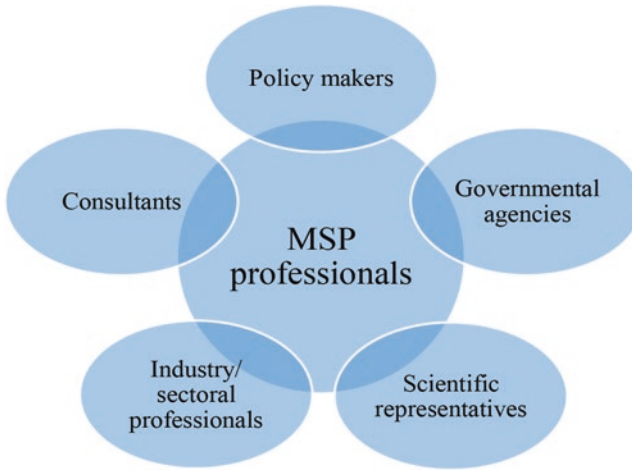 Policy makers
Consultants
Governmental
agencies
MSP
professionals
Industry/
sectoral
professionals
Scientific
representatives